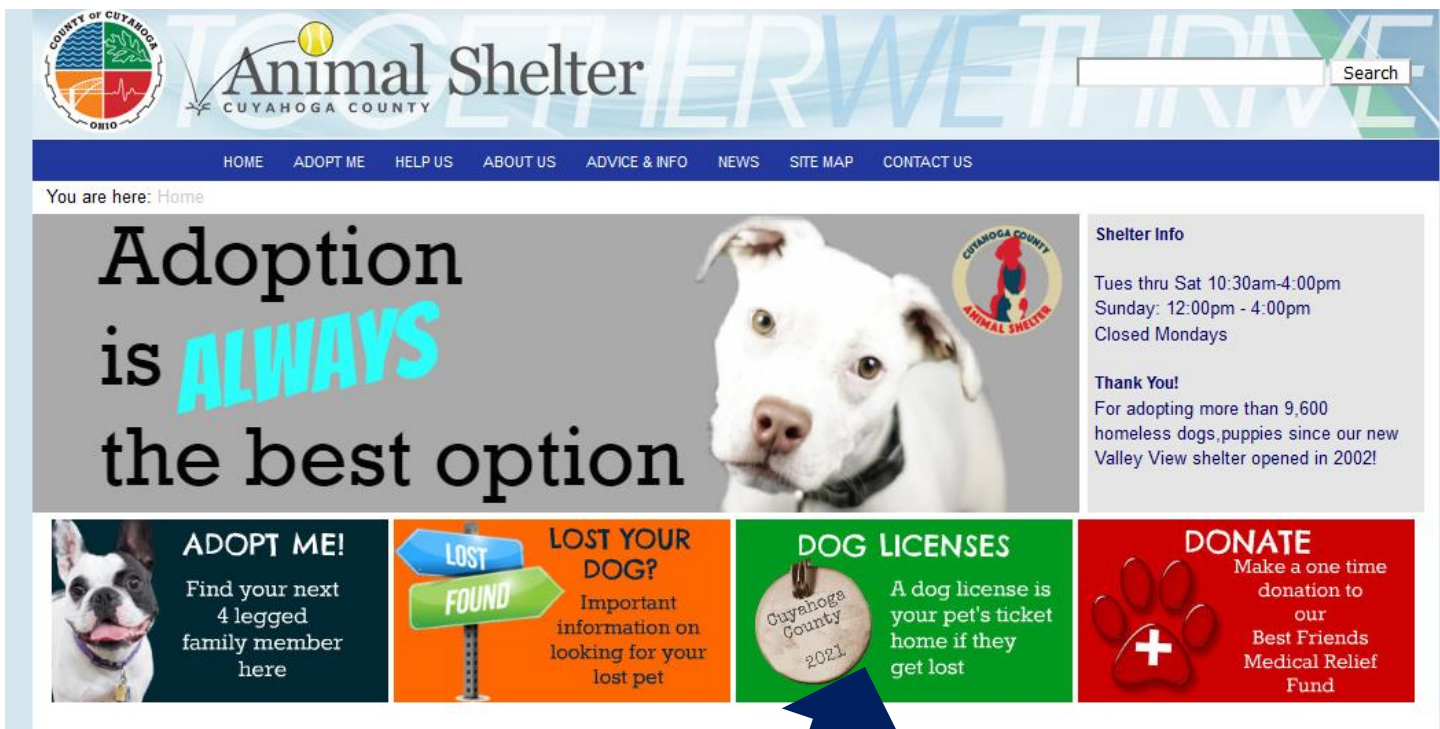 COUNTY OF CUYAHOGA
OHIO
TOGETHERWETHRIVE
Animal Shelter
CUYAHOGA COUNTY
Search
HOME ADOPT ME HELP US ABOUT US ADVICE & INFO NEWS SITE MAP CONTACT US
You are here: Home
Adoption
is ALWAYS
the best option
CUYAHOGA COUNTY
ANIMAL SHELTER
Shelter Info
Tues thru Sat 10:30am-4:00pm
Sunday: 12:00pm - 4:00pm
Closed Mondays
Thank You!
For adopting more than 9,600
homeless dogs,puppies since our new
Valley View shelter opened in 2002!
ADOPT ME!
Find your next
4 legged
family member
here
LOST
FOUND
LOST YOUR
DOG?
Important
information on
looking for your
lost pet
DOG LICENSES
Cuyahoga
County
2021
A dog license is
your pet's ticket
home if they
get lost
DONATE
Make a one time
donation to
our
Best Friends
Medical Relief
Fund